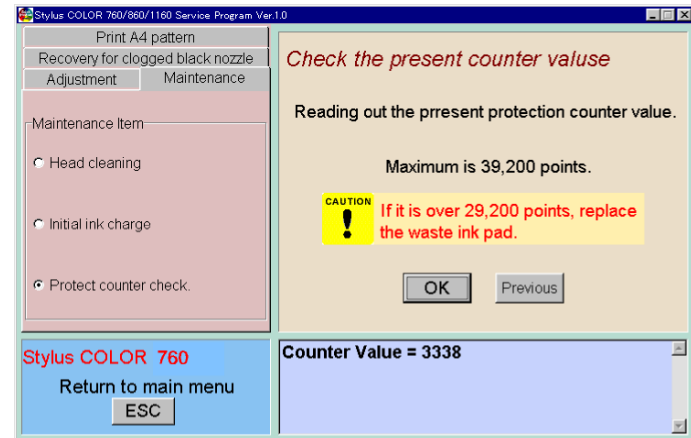 Stylus COLOR 760/860/1160 Service Program Ver.1.0
Print A4 pattern
Recovery for clogged black nozzle
Adjustment
Maintenance
Maintenance Item
Head cleaning
Initial ink charge
Protect counter check.
Check the present counter valuse
Reading out the prresent protection counter value.
Maximum is 39,200 points.
CAUTION
If it is over 29,200 points, replace
the waste ink pad.
OK
Previous
Stylus COLOR 760
Return to main menu
ESC
Counter Value = 3338